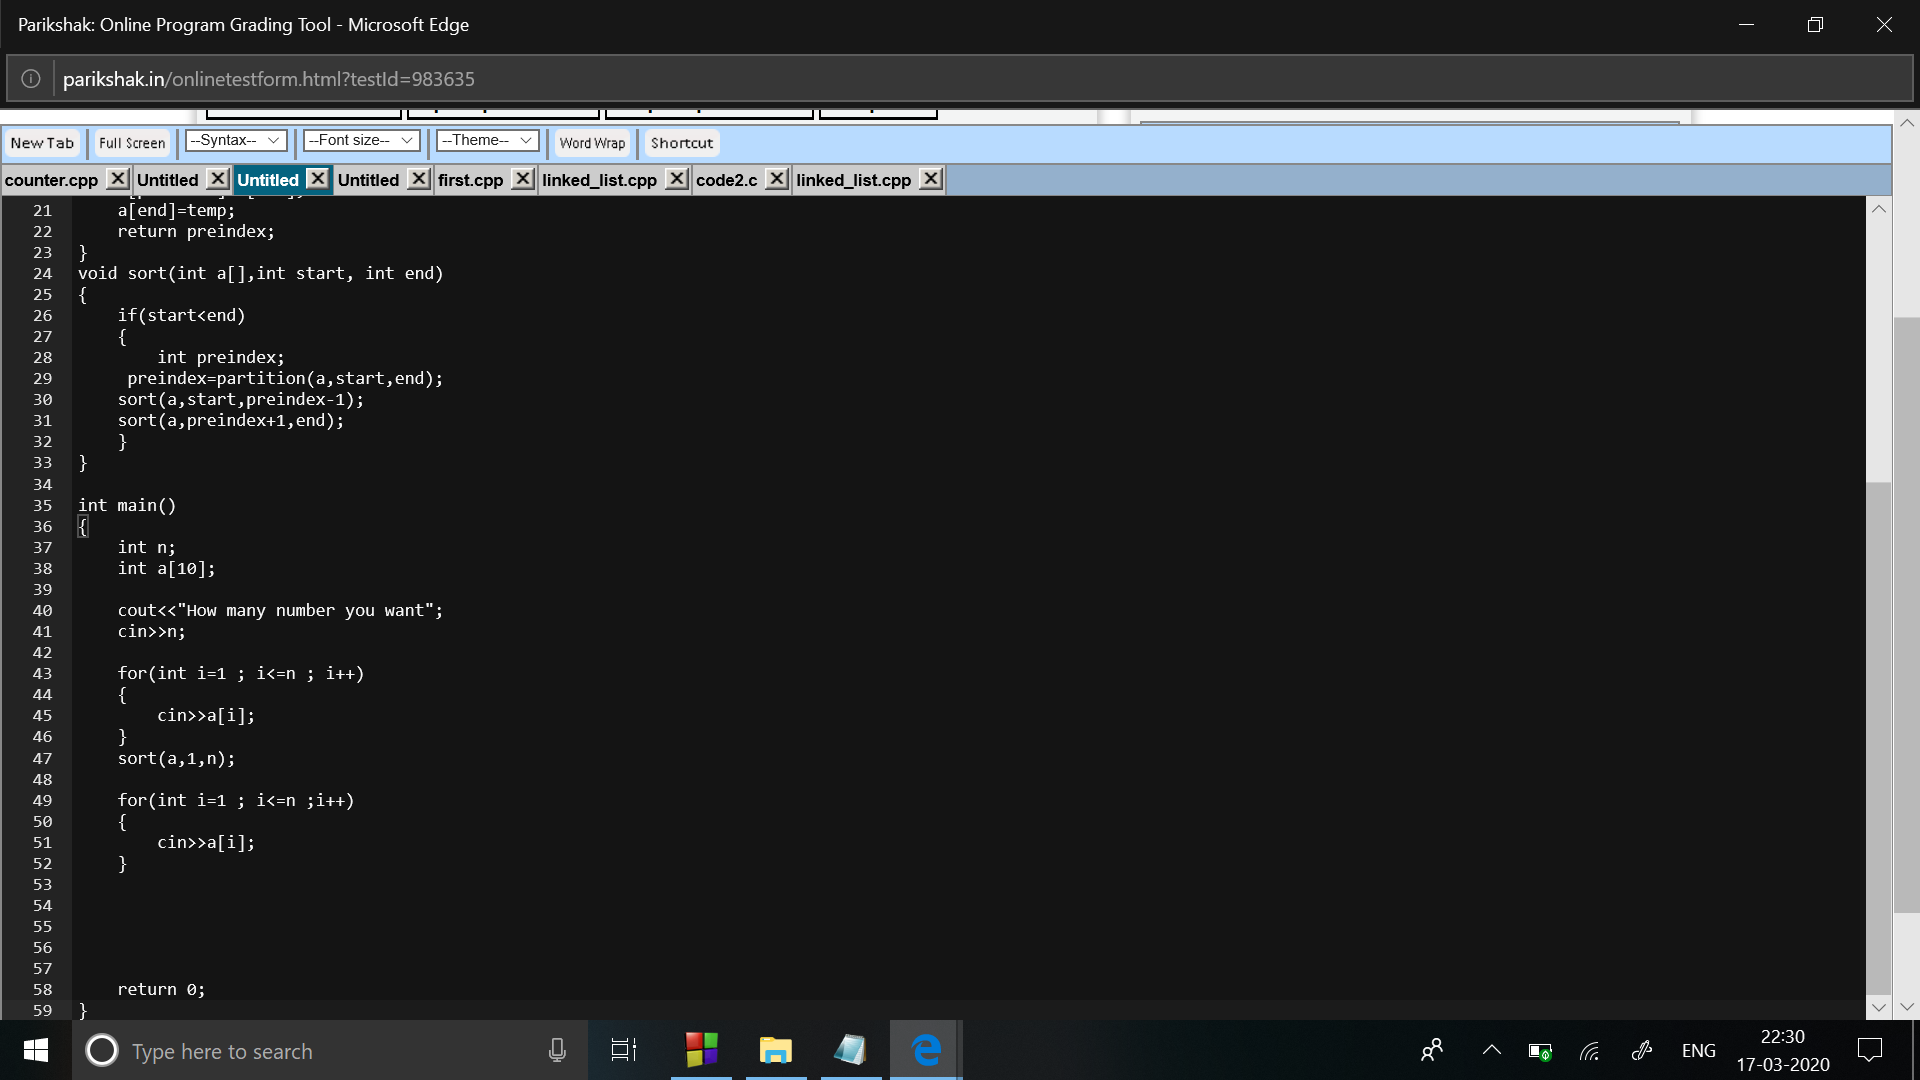 Parikshak: Online Program Grading Tool - Microsoft Edge
parikshak.in/onlinetestform.html?testId=983635
New Tab Full Screen --Syntax-- --Font size-- --Theme-- Word Wrap Shortcut
counter.cpp X Untitled X Untitled X Untitled X first.cpp X linked_list.cpp X code2.c X linked_list.cpp X
21 a[end]=temp;
22 return preindex;
23 }
24 void sort(int a[],int start, int end)
25 {
26 if(start<end)
27 {
28 int preindex;
29 preindex=partition(a,start,end);
30 sort(a,start,preindex-1);
31 sort(a,preindex+1,end);
32 }
33 }
34
35 int main()
36 {
37 int n;
38 int a[10];
39
40 cout<<"How many number you want";
41 cin>>n;
42
43 for(int i=1 ; i<=n ; i++)
44 {
45 cin>>a[i];
46 }
47 sort(a,1,n);
48
49 for(int i=1 ; i<=n ;i++)
50 {
51 cin>>a[i];
52 }
53
54
55
56
57
58 return 0;
59 }
Type here to search
ENG
22:30
17-03-2020